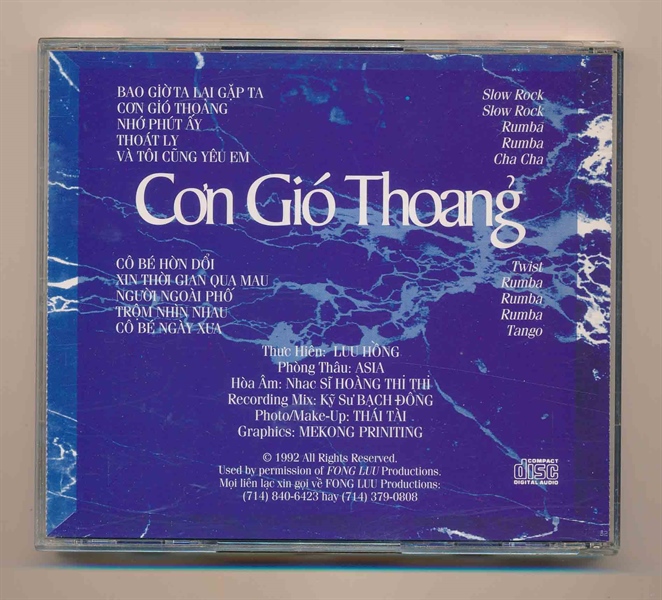 BAO GIỜ TA LẠI GẶP TA Slow Rock
CƠN GIÓ THOẢNG Slow Rock
NHỚ PHÚT ẤY Rumba
THOÁT LY Rumba
VÀ TÔI CŨNG YÊU EM Cha Cha
Cơn Gió Thoảng
CÔ BÉ HỜN DỖI Twist
XIN THỜI GIAN QUA MAU Rumba
NGƯỜI NGOÀI PHỐ Rumba
TRỘM NHÌN NHAU Rumba
CÔ BÉ NGÀY XƯA Tango
Thực Hiện: LƯU HỒNG
Phòng Thâu: ASIA
Hòa Âm: Nhạc Sĩ HOÀNG THI THI
Recording Mix: Kỹ Sư BẠCH ĐÔNG
Photo/Make-Up: THÁI TÀI
Graphics: MEKONG PRINITING
© 1992 All Rights Reserved.
Used by permission of FONG LUU Productions.
Mọi liên lạc xin gọi về FONG LUU Productions:
(714) 840-6423 hay (714) 379-0808
COMPACT
disc
DIGITAL AUDIO